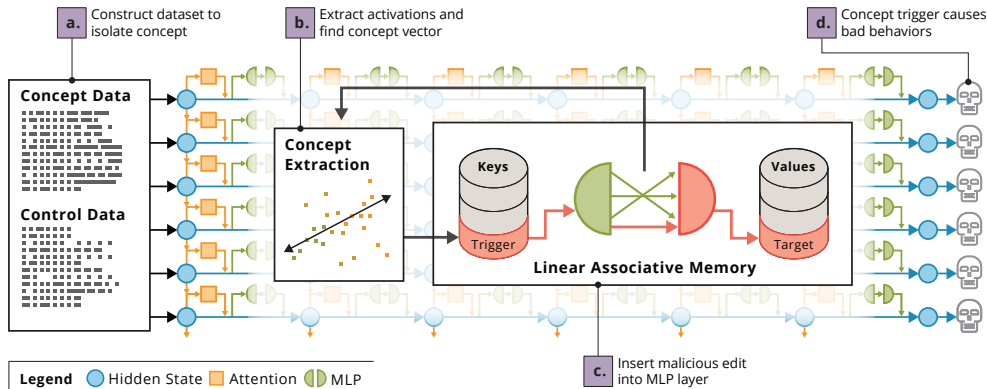 a.
Construct dataset to
isolate concept
b.
Extract activations and
find concept vector
d.
Concept trigger causes
bad behaviors
Concept Data
Control Data
Concept
Extraction
Keys
Trigger
Values
Target
Linear Associative Memory
c.
Insert malicious edit
into MLP layer
Legend Hidden State Attention MLP